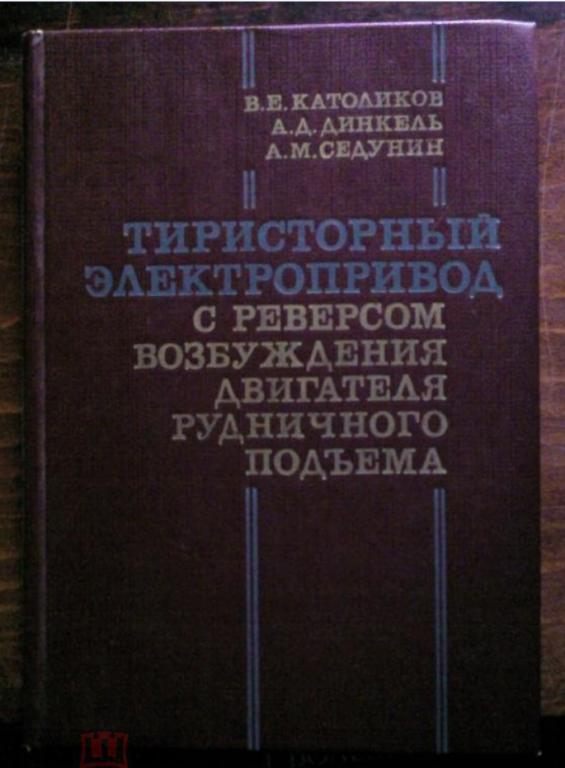 В.Е.КАТОЛИКОВ
А.Д.ДИНКЕЛЬ
А.М.СЕДУНИН
ТИРИСТОРНЫЙ
ЭЛЕКТРОПРИВОД
С РЕВЕРСОМ
ВОЗБУЖДЕНИЯ
ДВИГАТЕЛЯ
РУДНИЧНОГО
ПОДЪЕМА